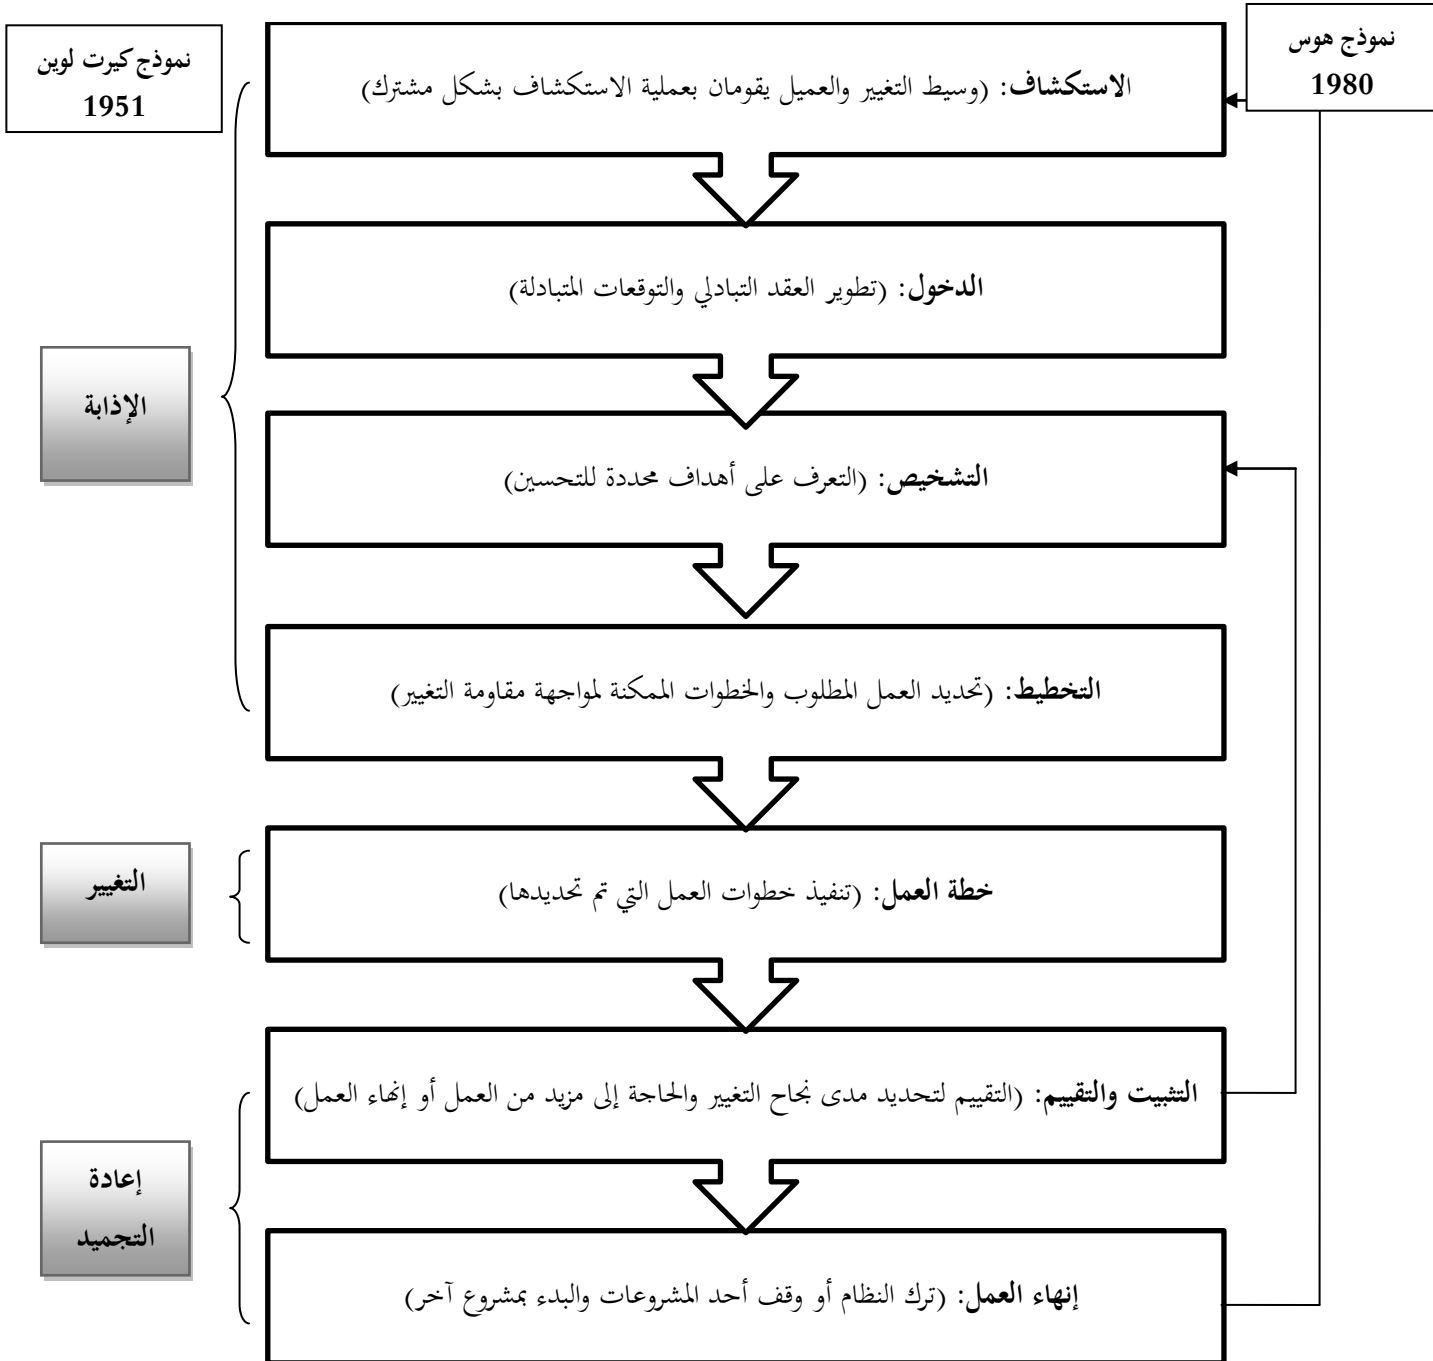 نموذج هوس
1980
نموذج كيرت لوين
1951
الاستكشاف: (وسيط التغيير والعميل يقومان بعملية الاستكشاف بشكل مشترك)
الدخول: (تطوير العقد التبادلي والتوقعات المتبادلة)
الإذابة
التشخيص: (التعرف على أهداف محددة للتحسين)
التخطيط: (تحديد العمل المطلوب والخطوات الممكنة لمواجهة مقاومة التغيير)
خطة العمل: (تنفيذ خطوات العمل التي تم تحديدها)
التغيير
التثبيت والتقييم: (التقييم لتحديد مدى نجاح التغيير والحاجة إلى مزيد من العمل أو إنهاء العمل)
إعادة
التجميد
إنهاء العمل: (ترك النظام أو وقف أحد المشروعات والبدء بمشروع آخر)